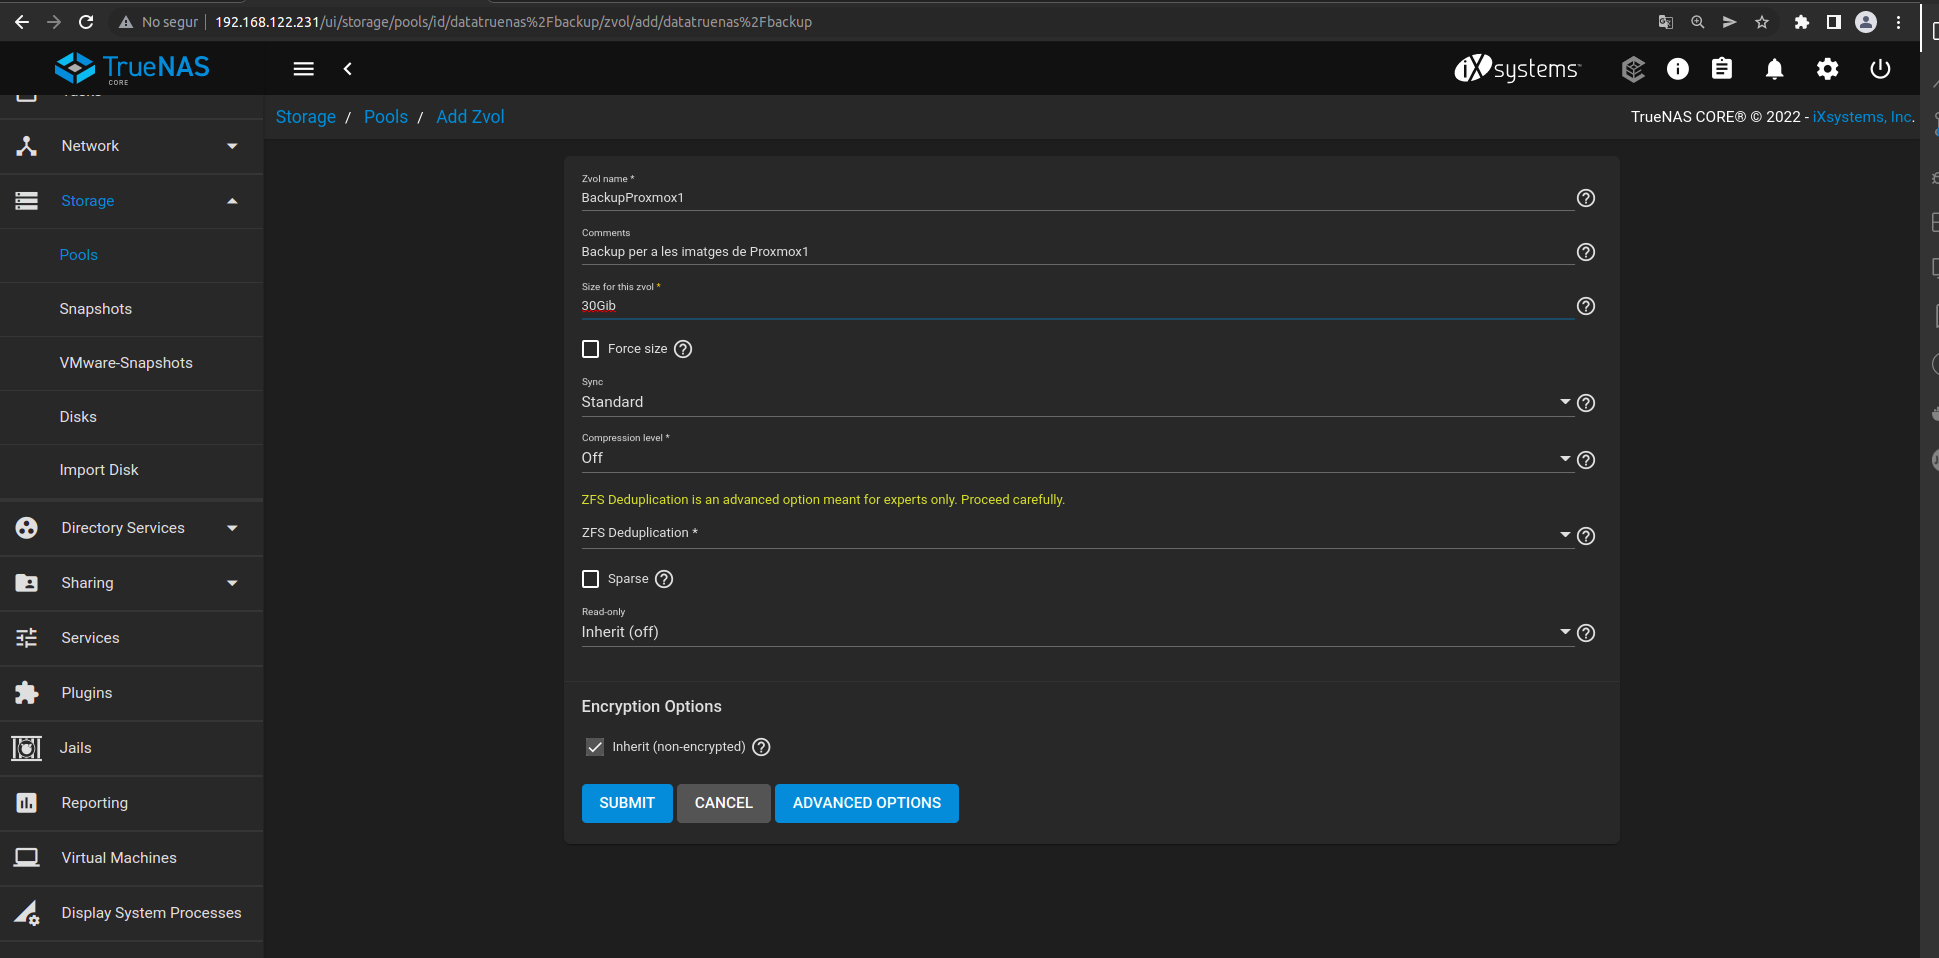 No segur
192.168.122.231/ui/storage/pools/id/datatruenas%2Fbackup/zvol/add/datatruenas%2Fbackup
TrueNAS
CORE
iXsystems™
Storage / Pools / Add Zvol
TrueNAS CORE® © 2022 - iXsystems, Inc.
Network
Storage
Pools
Snapshots
VMware-Snapshots
Disks
Import Disk
Directory Services
Sharing
Services
Plugins
Jails
Reporting
Virtual Machines
Display System Processes
Zvol name *
BackupProxmox1
Comments
Backup per a les imatges de Proxmox1
Size for this zvol *
30Gib
Force size
Sync
Standard
Compression level *
Off
ZFS Deduplication is an advanced option meant for experts only. Proceed carefully.
ZFS Deduplication *
Sparse
Read-only
Inherit (off)
Encryption Options
Inherit (non-encrypted)
SUBMIT
CANCEL
ADVANCED OPTIONS